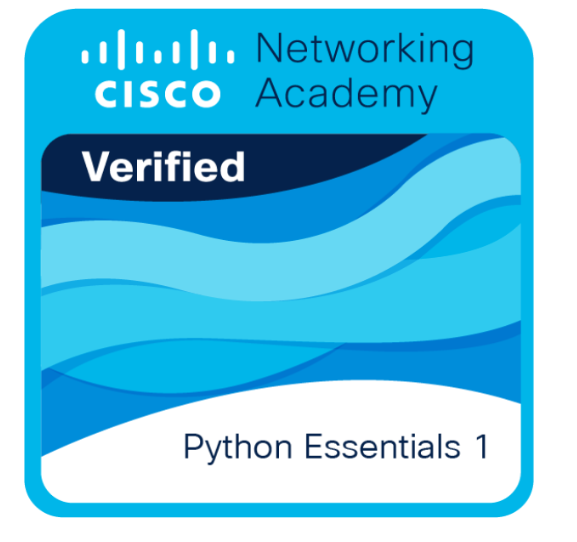 Networking
CISCO Academy
Verified
Python Essentials 1